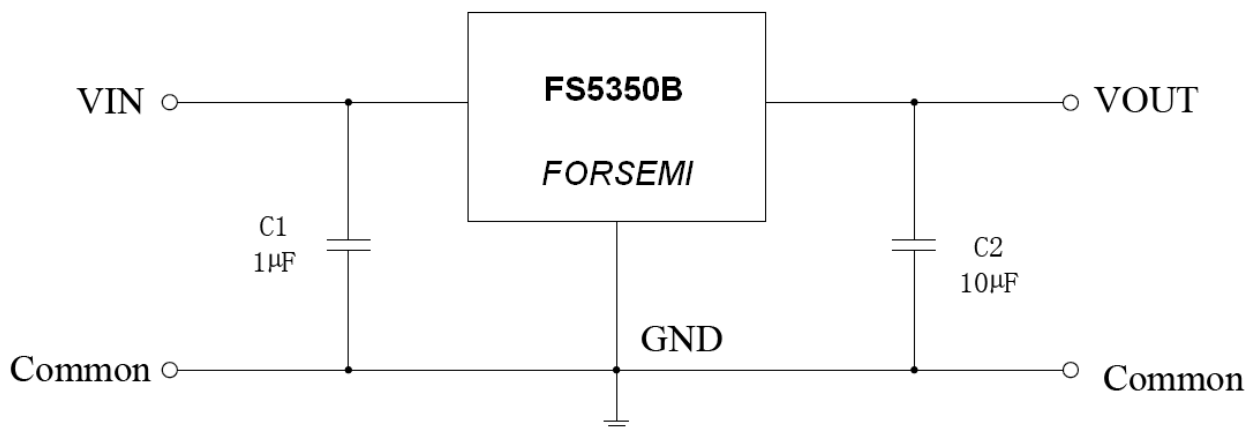 FS5350B
VIN
VOUT
FORSEMI
C1
1μF
C2
10μF
GND
Common
Common